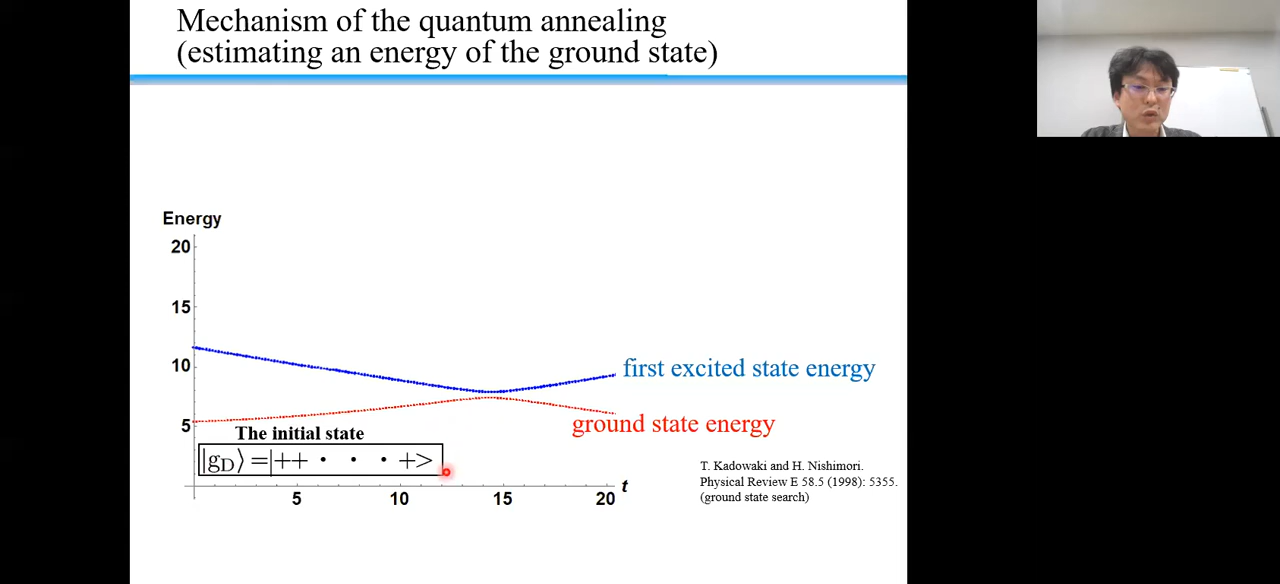 Mechanism of the quantum annealing
(estimating an energy of the ground state)
Energy
20
15
10
5
first excited state energy
ground state energy
The initial state
|gD⟩ =|++ · · · +>
5
10
15
20
t
T. Kadowaki and H. Nishimori.
Physical Review E 58.5 (1998): 5355.
(ground state search)